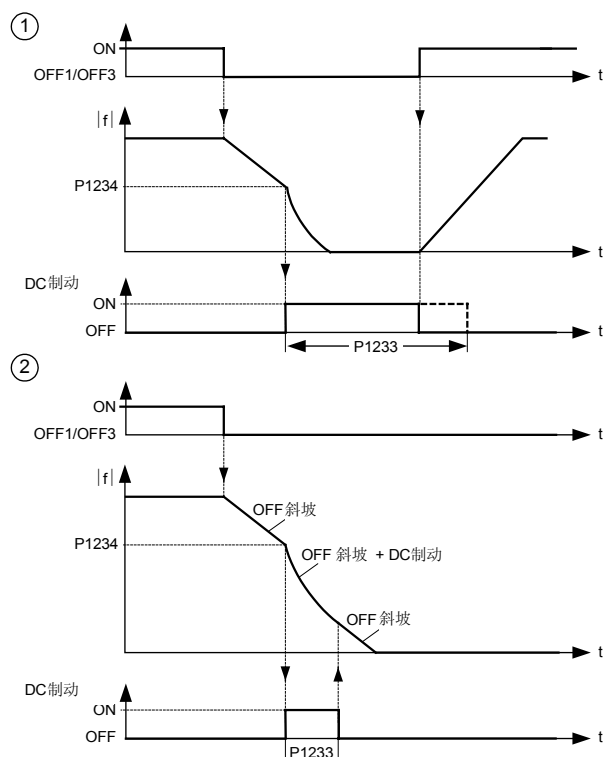 ①
ON
OFF1/OFF3
t
|f|
P1234
t
DC制动
ON
OFF
t
P1233
②
ON
OFF1/OFF3
t
|f|
OFF斜坡
P1234
OFF 斜坡 + DC制动
OFF斜坡
t
DC制动
ON
OFF
t
P1233